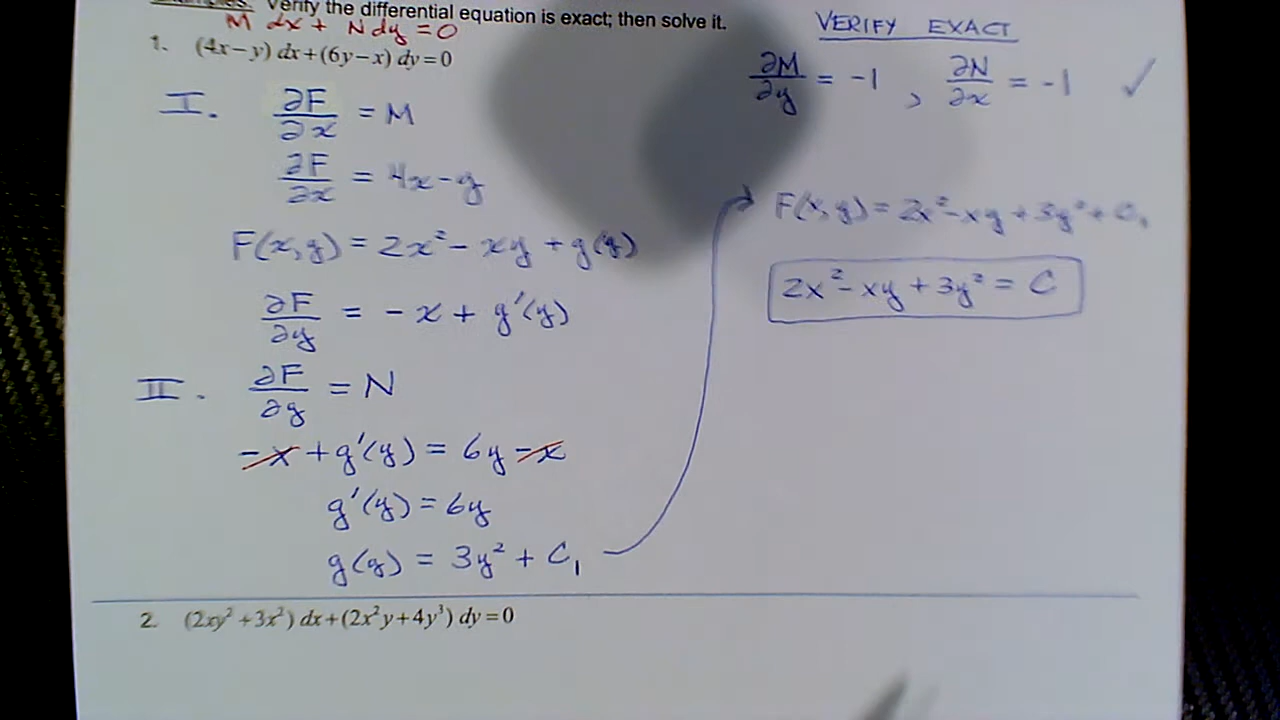 Verify the differential equation is exact; then solve it.
M dx + N dy = 0
1. (4x−y) dx+(6y−x) dy=0
I. ∂F/∂x = M
∂F/∂x = 4x-y
F(x,y) = 2x² - xy + g(y)
∂F/∂y = -x + g'(y)
II. ∂F/∂y = N
-x + g'(y) = 6y - x
g'(y) = 6y
g(y) = 3y² + C₁
VERIFY EXACT
∂M/∂y = -1 , ∂N/∂x = -1 ✓
F(x,y) = 2x² - xy + 3y² + C₁
2x² - xy + 3y² = C
2. (2xy² +3x²) dx+(2x²y+4y³) dy=0